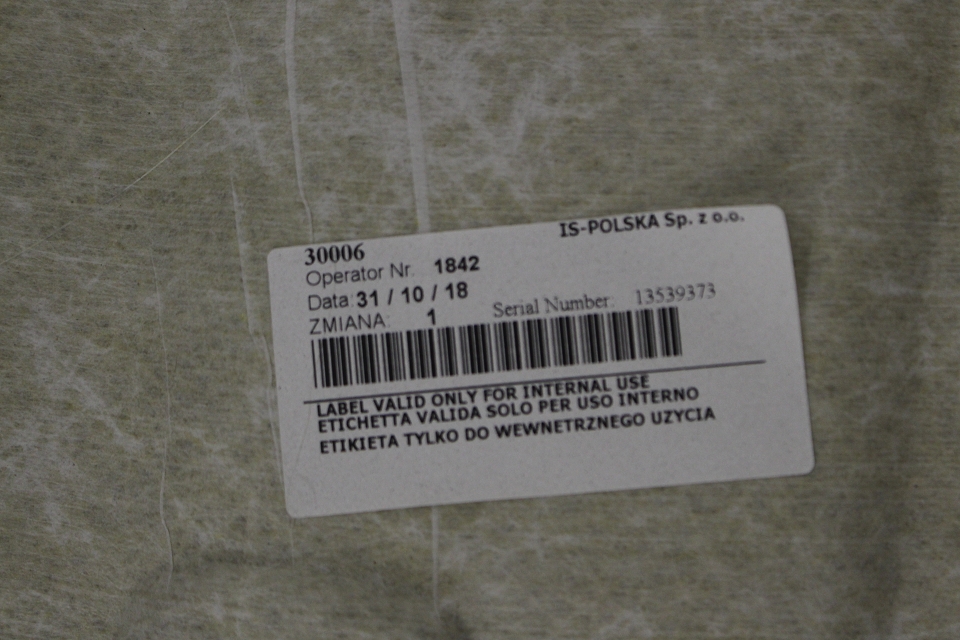 IS-POLSKA Sp. z o.o.
30006
Operator Nr. 1842
Data: 31 / 10 / 18
ZMIANA: 1 Serial Number: 13539373
LABEL VALID ONLY FOR INTERNAL USE
ETICHETTA VALIDA SOLO PER USO INTERNO
ETIKIETA TYLKO DO WEWNETRZNEGO UZYCIA